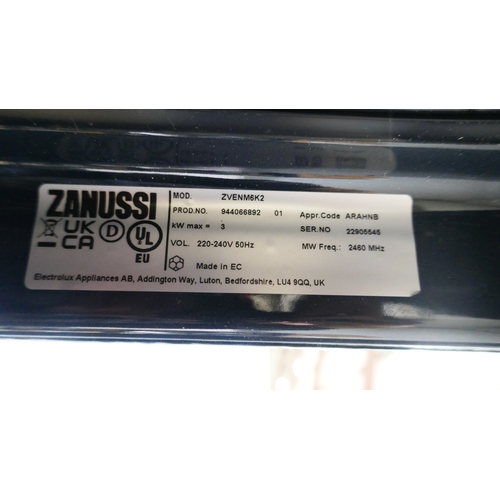 ZANUSSI
MOD. ZVENM6K2
PROD.NO. 944066892 01 Appr.Code ARAHNB
kW max = 3 SER.NO 22905545
VOL. 220-240V 50Hz MW Freq.: 2460 MHz
UK CA D UL EU
Made in EC
Electrolux Appliances AB, Addington Way, Luton, Bedfordshire, LU4 9QQ, UK